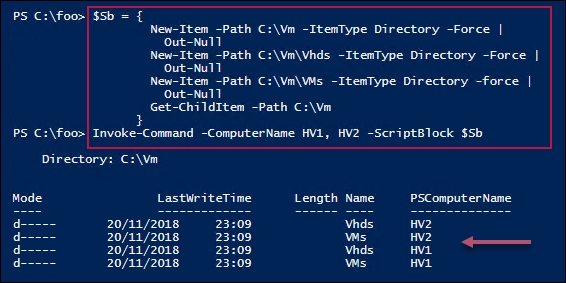 PS C:\foo> $Sb = {
New-Item -Path C:\Vm -ItemType Directory -Force |
Out-Null
New-Item -Path C:\Vm\Vhds -ItemType Directory -Force |
Out-Null
New-Item -Path C:\Vm\VMs -ItemType Directory -force |
Out-Null
Get-ChildItem -Path C:\Vm
}
PS C:\foo> Invoke-Command -ComputerName HV1, HV2 -ScriptBlock $Sb
Directory: C:\Vm
Mode LastWriteTime Length Name PSComputerName
---- ------------- ------ ---- --------------
d----- 20/11/2018 23:09 Vhds HV2
d----- 20/11/2018 23:09 VMs HV2
d----- 20/11/2018 23:09 Vhds HV1
d----- 20/11/2018 23:09 VMs HV1